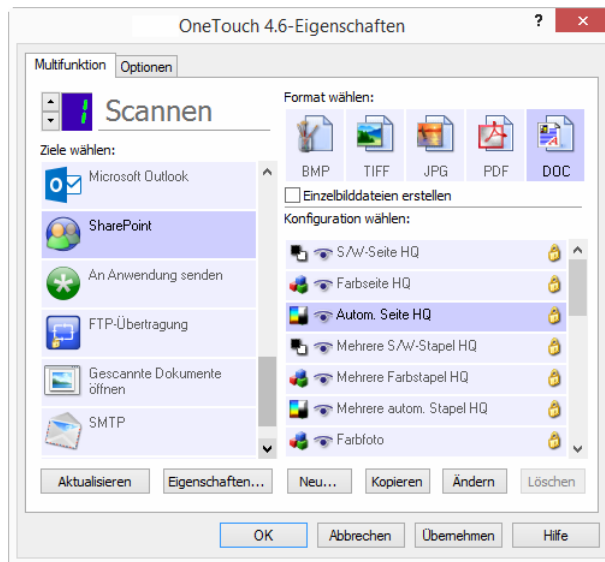 OneTouch 4.6-Eigenschaften
?
Multifunktion
Optionen
1
Scannen
Ziele wählen:
Microsoft Outlook
SharePoint
An Anwendung senden
FTP-Übertragung
Gescannte Dokumente
öffnen
SMTP
Format wählen:
BMP
TIFF
JPG
PDF
DOC
Einzelbilddateien erstellen
Konfiguration wählen:
S/W-Seite HQ
Farbseite HQ
Autom. Seite HQ
Mehrere S/W-Stapel HQ
Mehrere Farbstapel HQ
Mehrere autom. Stapel HQ
Farbfoto
Aktualisieren
Eigenschaften...
Neu...
Kopieren
Ändern
Löschen
OK
Abbrechen
Übernehmen
Hilfe